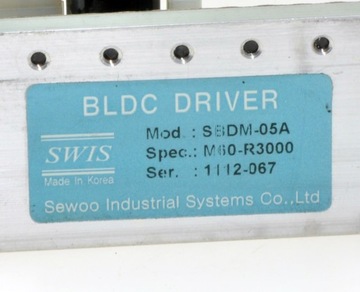 BLDC DRIVER
SWIS
Made in Korea
Mod. : SBDM-05A
Spec.: M60-R3000
Ser. : 1112-067
Sewoo Industrial Systems Co.,Ltd